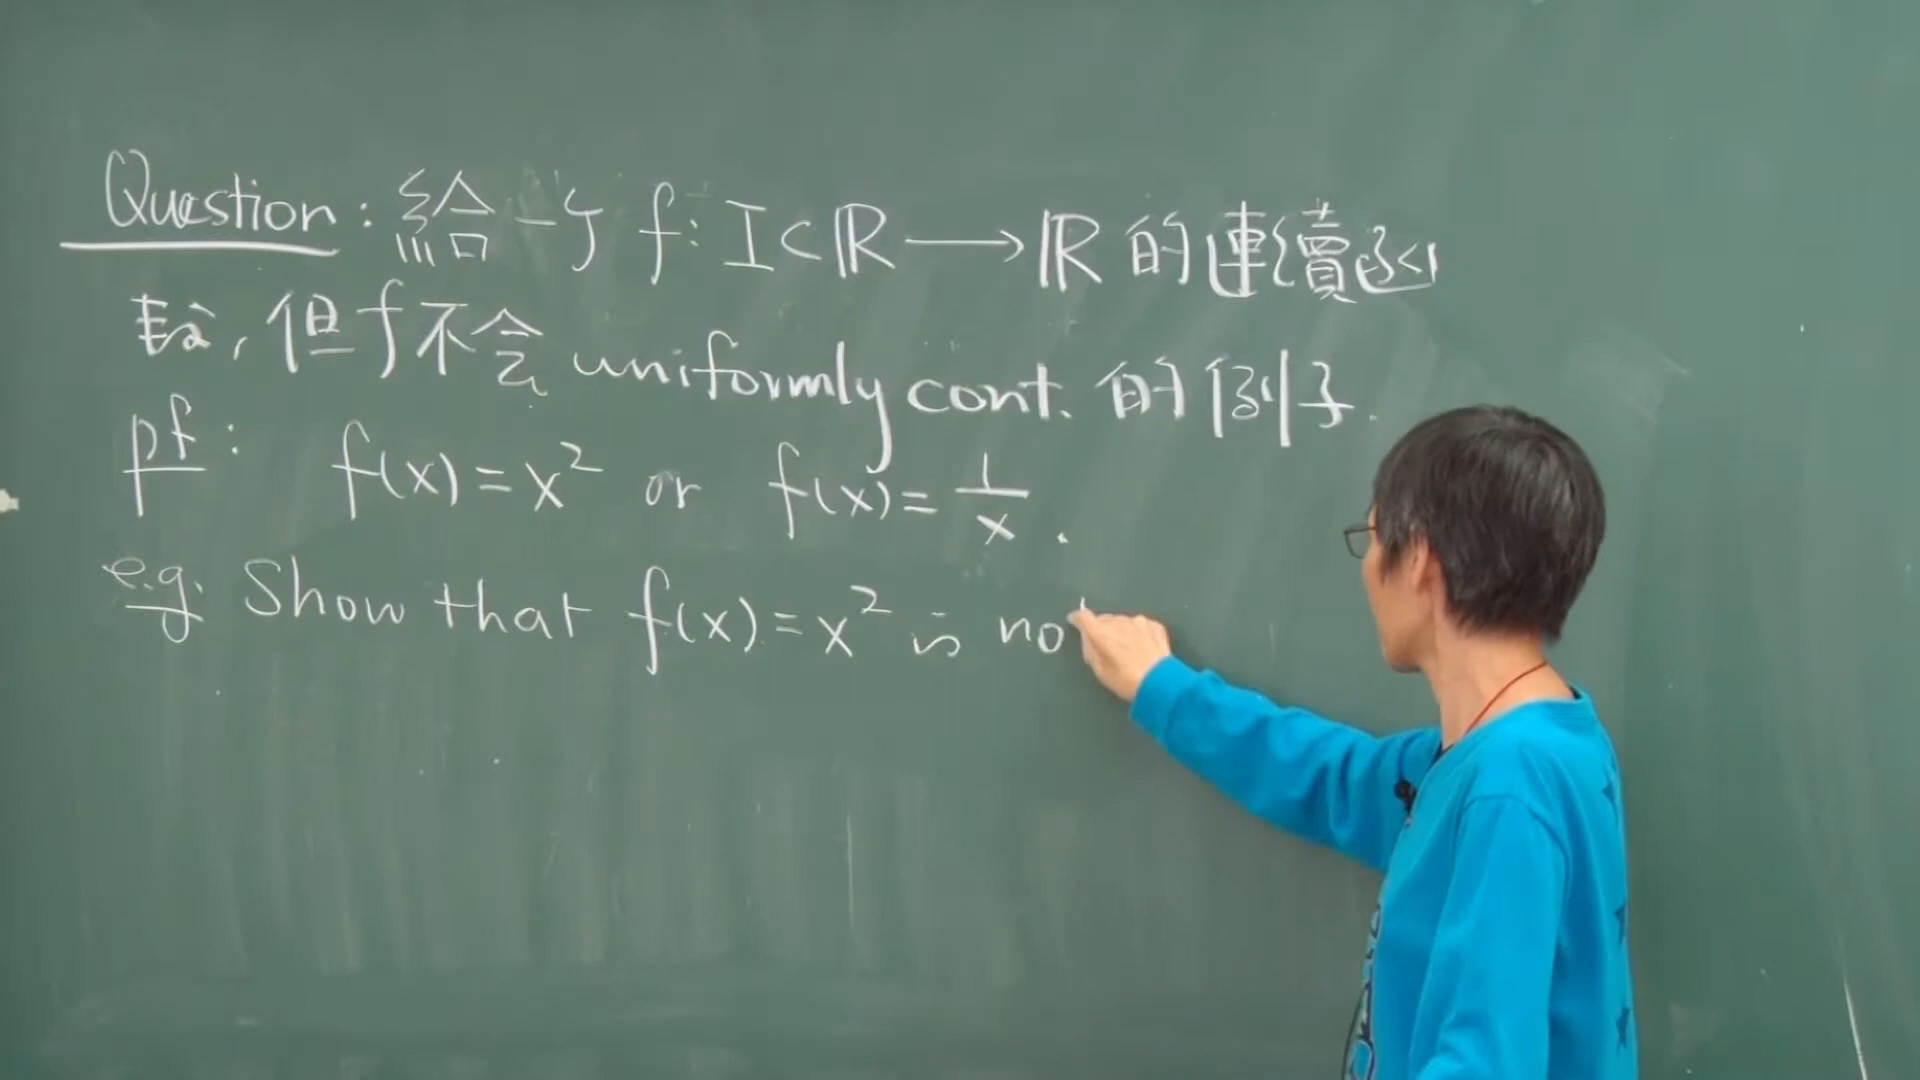 Question: 給一个 f: I⊂ℝ⟶ℝ 的連續函
數, 但f不会 uniformly cont. 的例子.
pf: f(x)=x² or f(x)=1/x.
e.g. Show that f(x)=x² is not